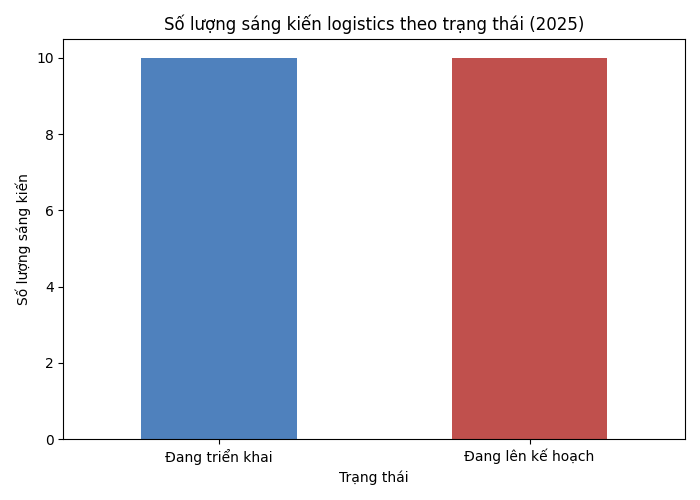 Số lượng sáng kiến logistics theo trạng thái (2025)
Số lượng sáng kiến
10
8
6
4
2
0
Đang triển khai
Đang lên kế hoạch
Trạng thái